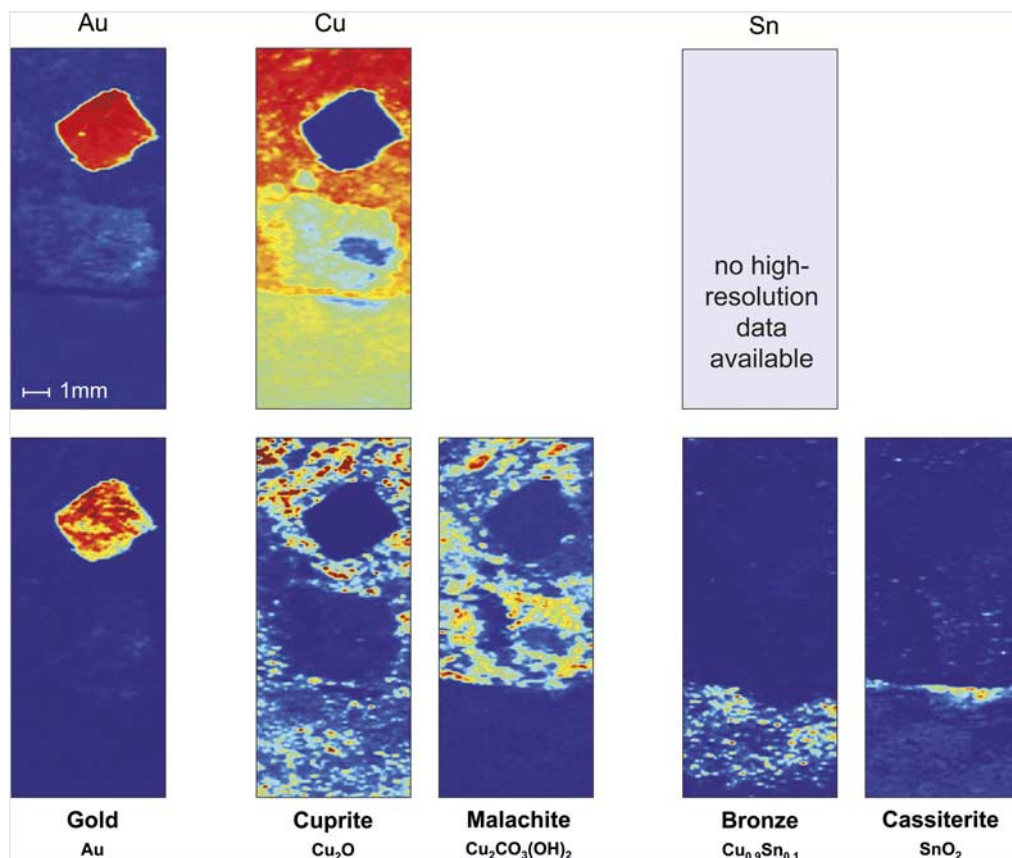 Au
Cu
Sn
no high-
resolution
data
available
1mm
Gold
Cuprite
Malachite
Bronze
Cassiterite
Au
Cu₂O
Cu₂CO₃(OH)₂
Cu₀.₉Sn₀.₁
SnO₂